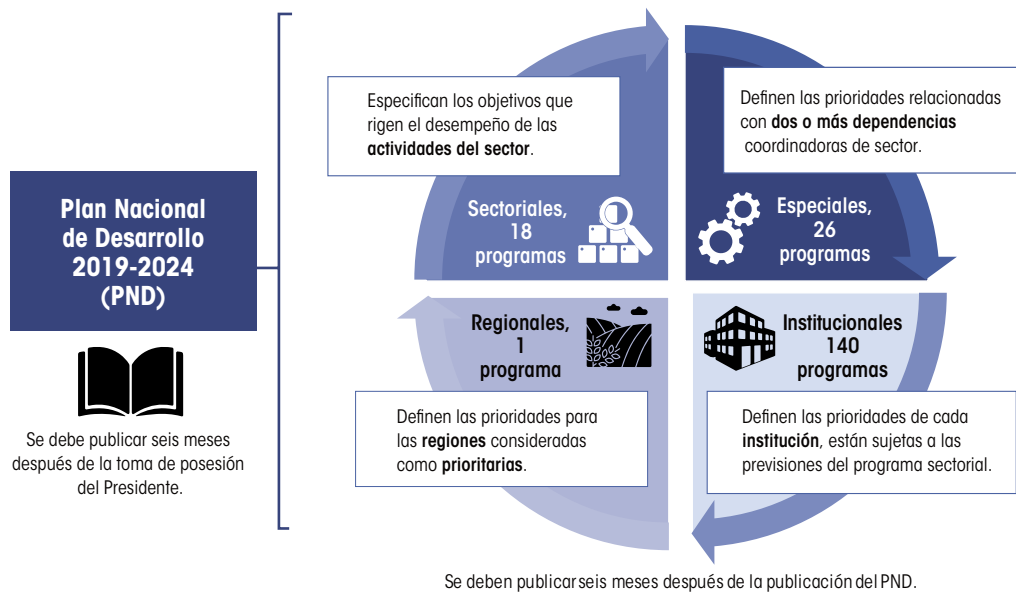 Plan Nacional
de Desarrollo
2019-2024
(PND)
Se debe publicar seis meses
después de la toma de posesión
del Presidente.
Especifican los objetivos que
rigen el desempeño de las
actividades del sector.
Sectoriales,
18
programas
Definen las prioridades relacionadas
con dos o más dependencias
coordinadoras de sector.
Especiales,
26
programas
Regionales,
1
programa
Definen las prioridades para
las regiones consideradas
como prioritarias.
Institucionales
140
programas
Definen las prioridades de cada
institución, están sujetas a las
previsiones del programa sectorial.
Se deben publicarseis meses después de la publicación del PND.